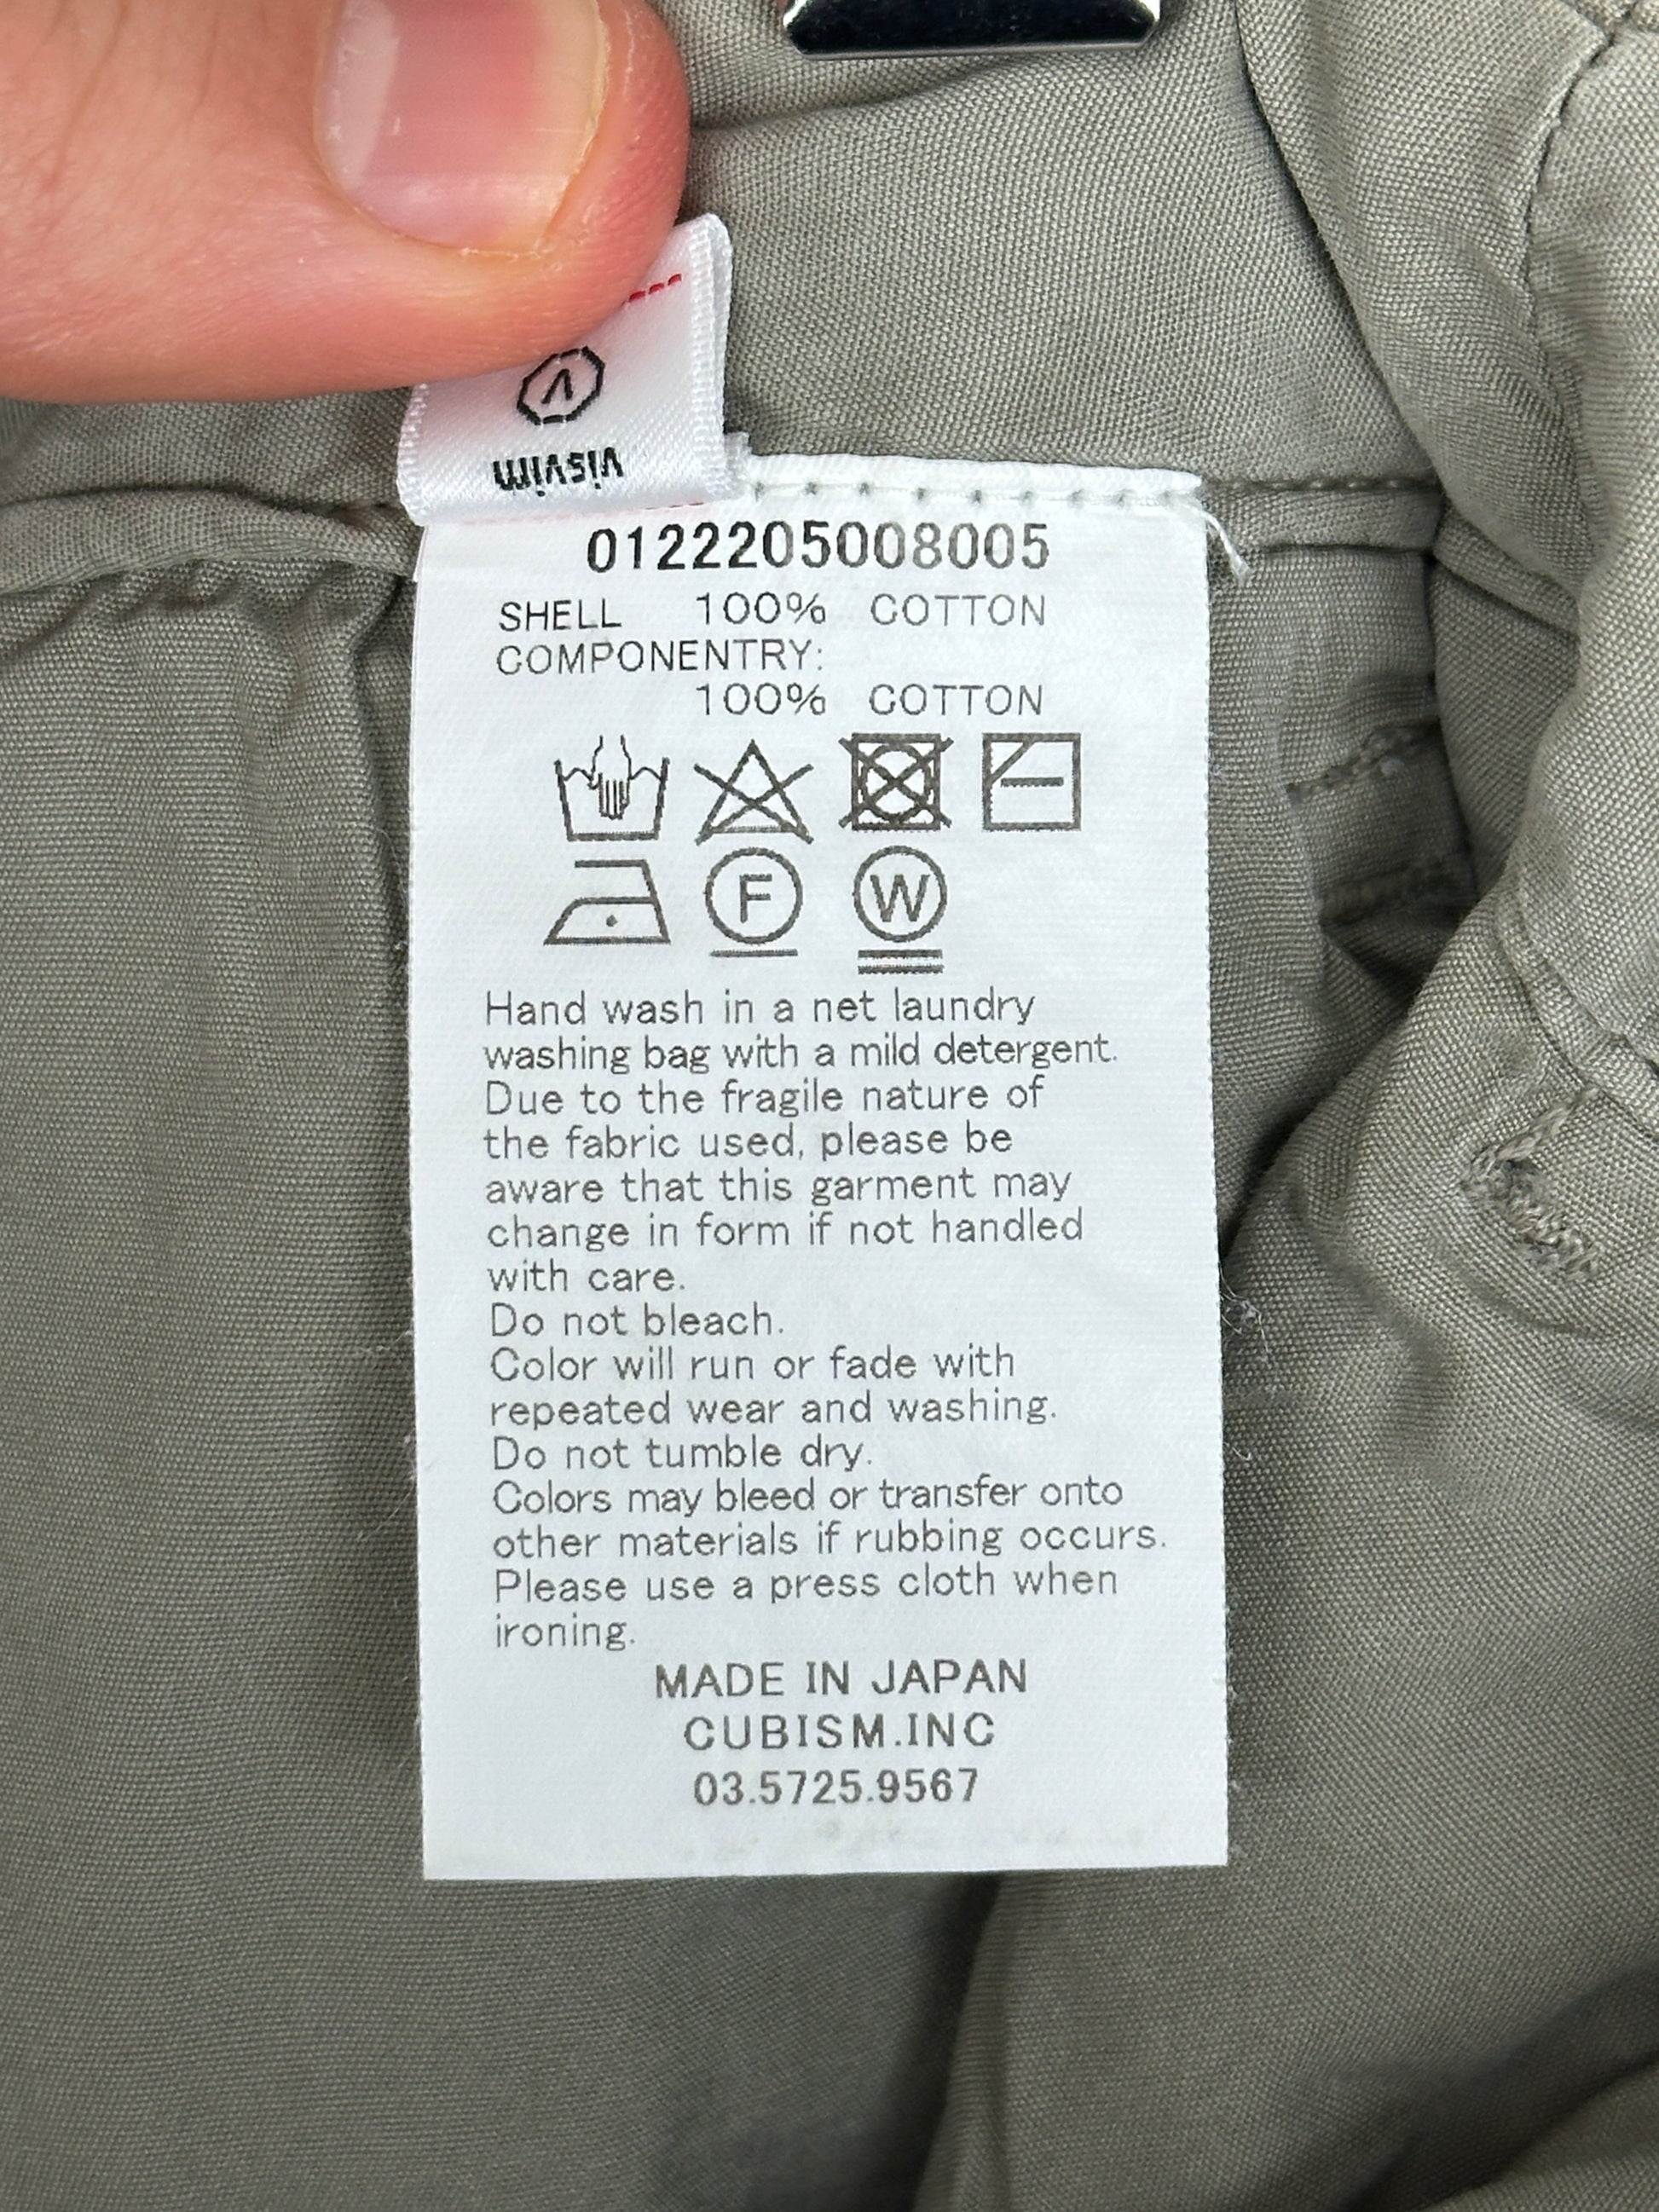 visvim
0122205008005
SHELL 100% COTTON
COMPONENTRY:
100% COTTON
F W
Hand wash in a net laundry
washing bag with a mild detergent.
Due to the fragile nature of
the fabric used, please be
aware that this garment may
change in form if not handled
with care.
Do not bleach.
Color will run or fade with
repeated wear and washing.
Do not tumble dry.
Colors may bleed or transfer onto
other materials if rubbing occurs.
Please use a press cloth when
ironing.
MADE IN JAPAN
CUBISM.INC
03.5725.9567